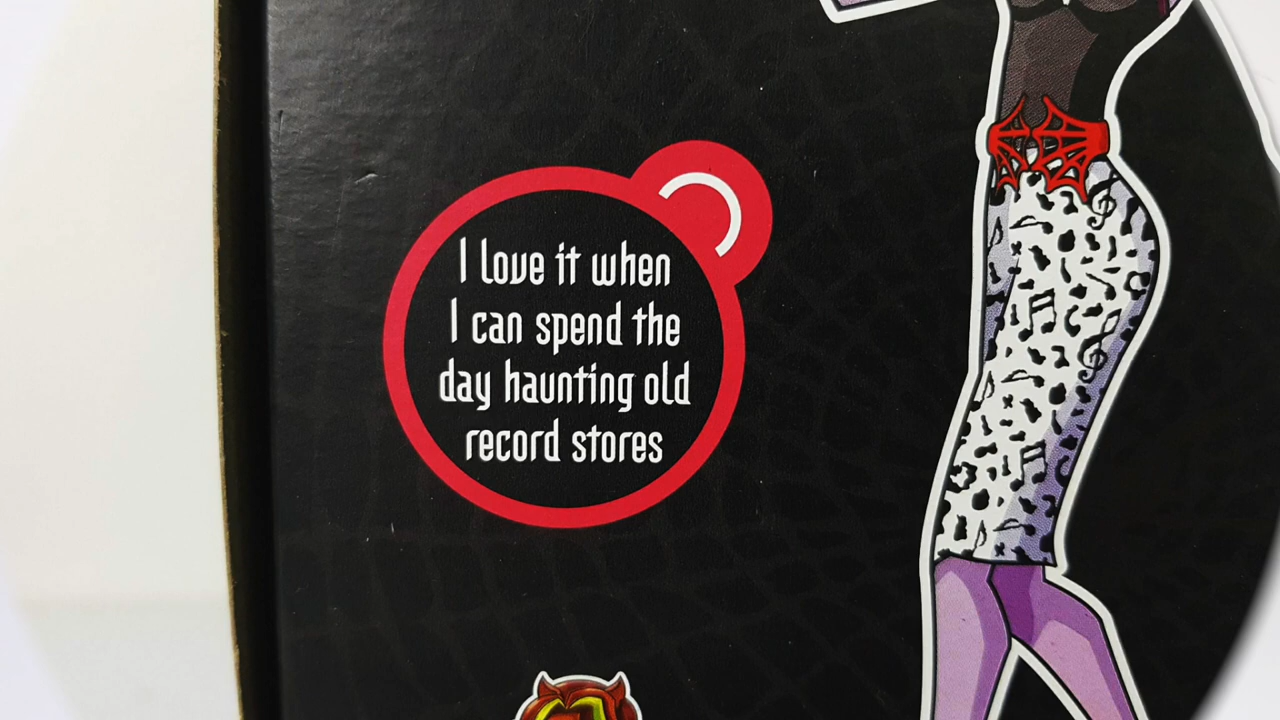 I love it when
I can spend the
day haunting old
record stores